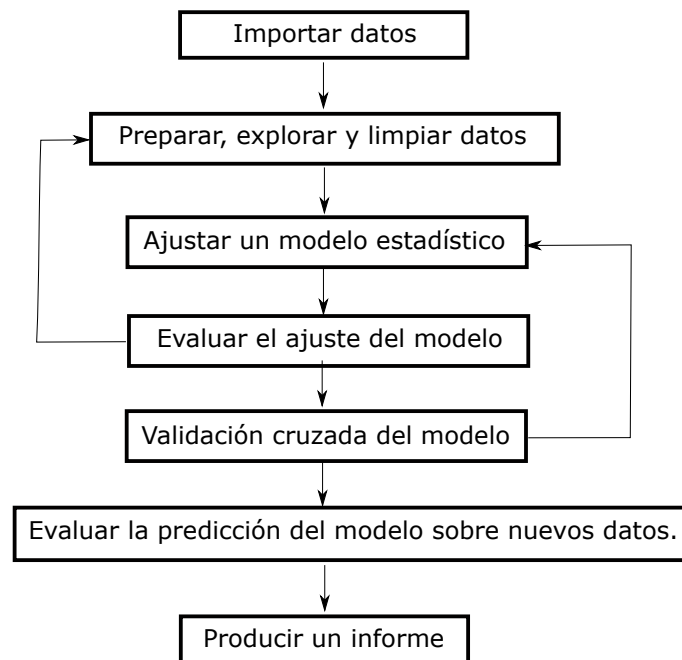 Importar datos
Preparar, explorar y limpiar datos
Ajustar un modelo estadístico
Evaluar el ajuste del modelo
Validación cruzada del modelo
Evaluar la predicción del modelo sobre nuevos datos.
Producir un informe